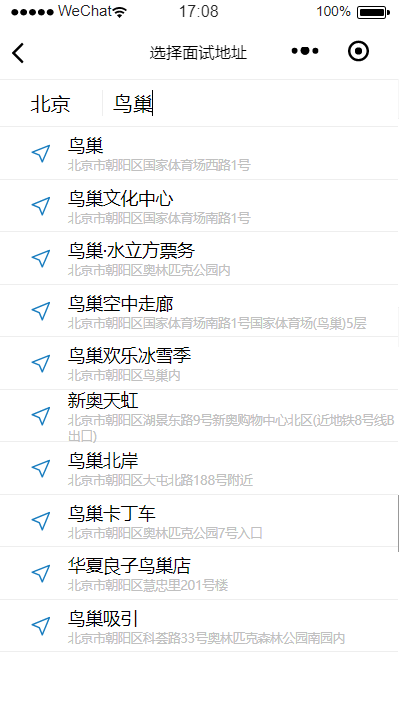 WeChat 17:08 100%
选择面试地址
北京 鸟巢
鸟巢
北京市朝阳区国家体育场西路1号
鸟巢文化中心
北京市朝阳区国家体育场南路1号
鸟巢·水立方票务
北京市朝阳区奥林匹克公园内
鸟巢空中走廊
北京市朝阳区国家体育场南路1号国家体育场(鸟巢)5层
鸟巢欢乐冰雪季
北京市朝阳区鸟巢内
新奥天虹
北京市朝阳区湖景东路9号新奥购物中心北区(近地铁8号线B
出口)
鸟巢北岸
北京市朝阳区大屯北路188号附近
鸟巢卡丁车
北京市朝阳区奥林匹克公园7号入口
华夏良子鸟巢店
北京市朝阳区慧忠里201号楼
鸟巢吸引
北京市朝阳区科荟路33号奥林匹克森林公园南园内